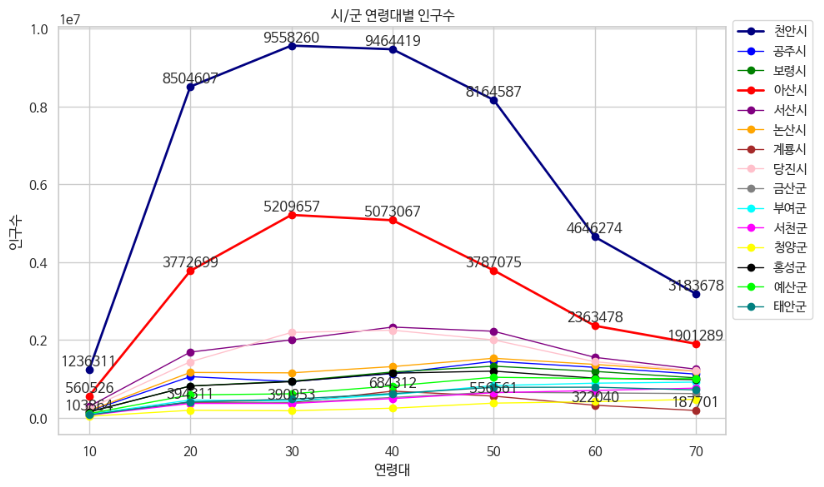 시/군 연령대별 인구수
1e7
1.0
0.8
0.6
0.4
0.2
0.0
인구수
1236311
8504607
9558260
9464419
8164587
4646274
3183678
560526
3772699
5209657
5073067
3787075
2363478
1901289
103864
394311
390953
684312
556561
322040
187701
10 20 30 40 50 60 70
연령대
천안시
공주시
보령시
아산시
서산시
논산시
계룡시
당진시
금산군
부여군
서천군
청양군
홍성군
예산군
태안군